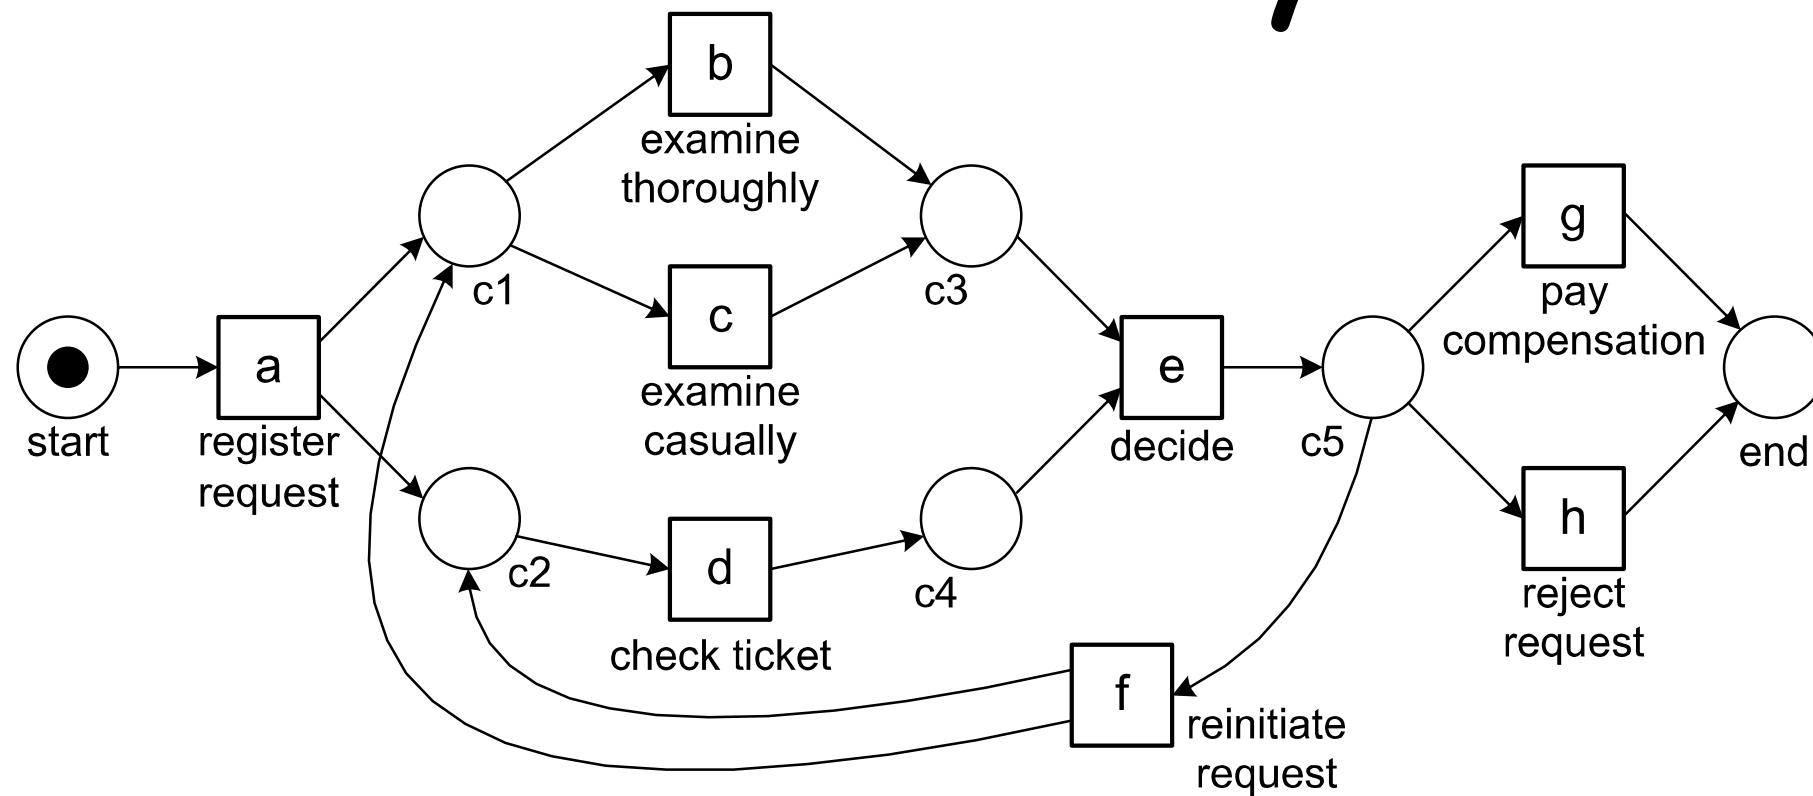 b
examine
thoroughly
c1
c
examine
casually
c3
start
a
register
request
c2
d
check ticket
c4
e
decide
c5
g
pay
compensation
h
reject
request
end
f
reinitiate
request